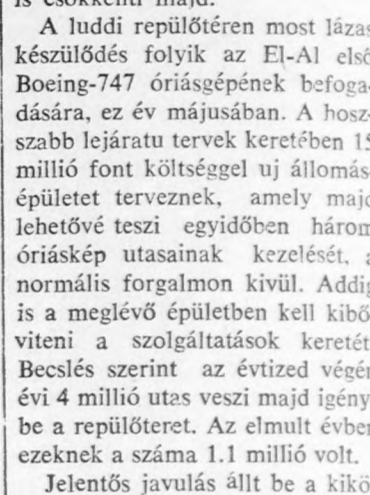 is csökkenti majd.
A luddi repülőtéren most lázas
készülődés folyik az El-Al első
Boeing-747 óriásgépének befoga-
dására, ez év májusában. A hosz-
szabb lejáratu tervek keretében 15
millió font költséggel uj állomás-
épületet terveznek, amely majd
lehetővé teszi egyidőben három
óriáskép utasainak kezelését, a
normális forgalmon kivül. Addig
is a meglévő épületben kell kibő-
viteni a szolgáltatások keretét.
Becslés szerint az évtized végén
évi 4 millió utas veszi majd igény-
be a repülőteret. Az elmult évben
ezeknek a száma 1.1 millió volt.
Jelentős javulás állt be a kikö-